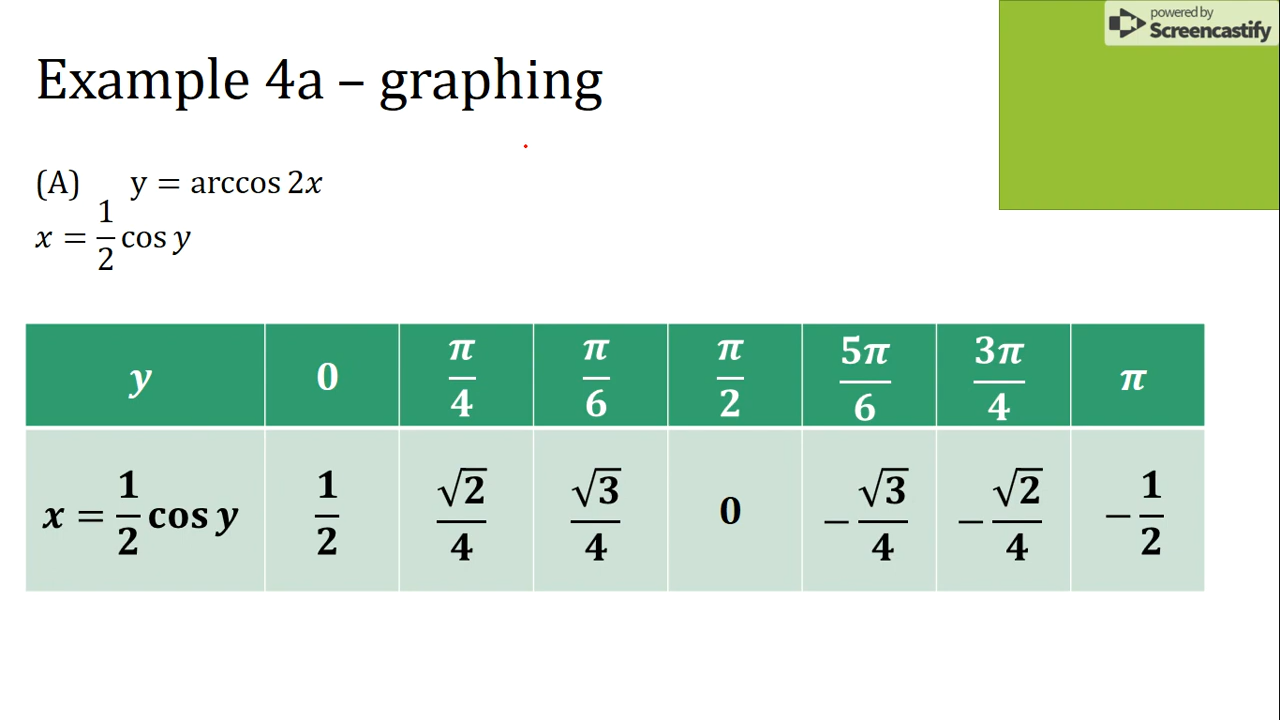 powered by
Screencastify
Example 4a – graphing
(A) y = arccos 2x
x = 1/2 cos y
y 0 π/4 π/6 π/2 5π/6 3π/4 π
x = 1/2 cos y 1/2 √2/4 √3/4 0 −√3/4 −√2/4 −1/2